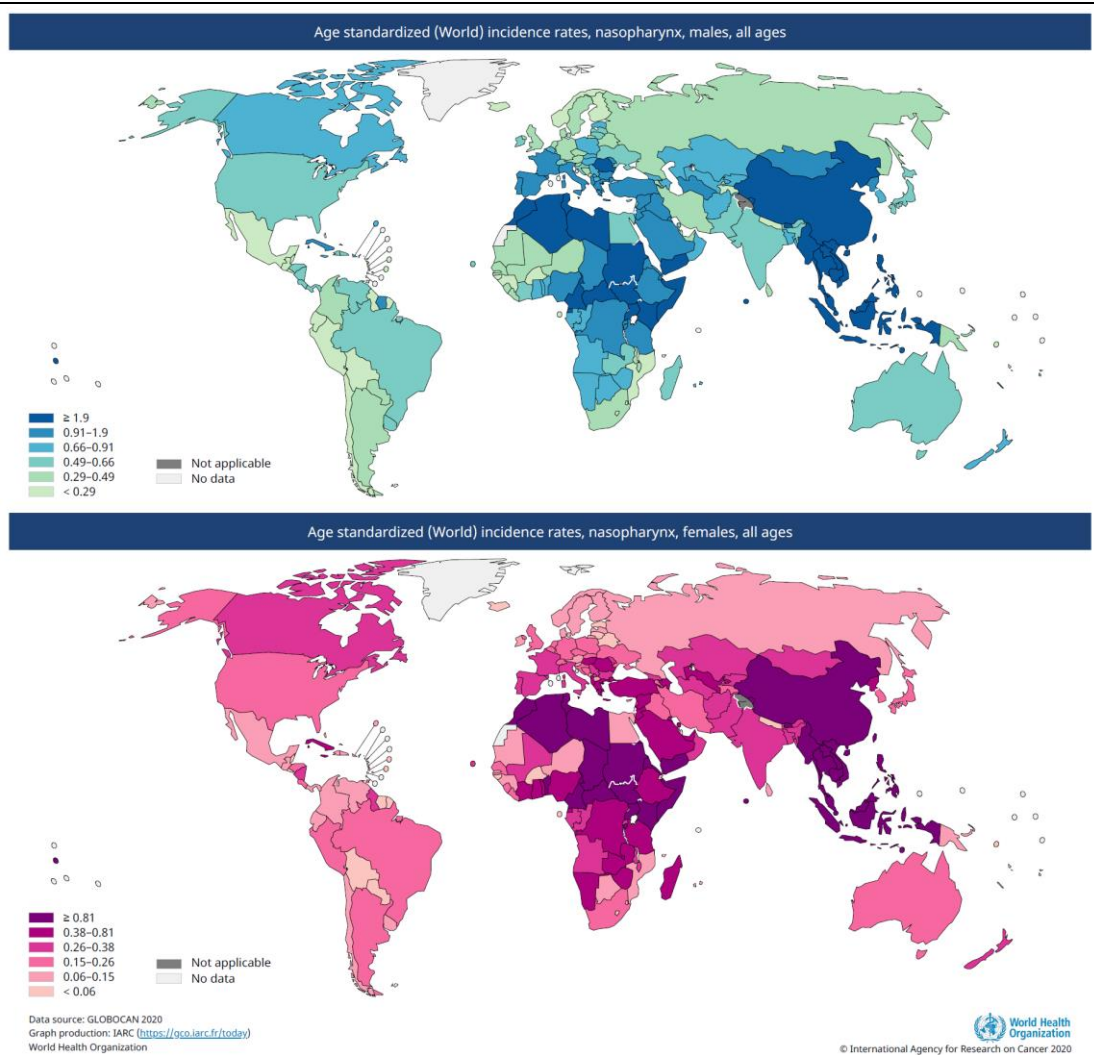 Age standardized (World) incidence rates, nasopharynx, males, all ages
≥ 1.9
0.91–1.9
0.66–0.91
0.49–0.66
0.29–0.49
< 0.29
Not applicable
No data
Age standardized (World) incidence rates, nasopharynx, females, all ages
≥ 0.81
0.38–0.81
0.26–0.38
0.15–0.26
0.06–0.15
< 0.06
Not applicable
No data
Data source: GLOBOCAN 2020
Graph production: IARC (https://gco.iarc.fr/today)
World Health Organization
World Health
Organization
© International Agency for Research on Cancer 2020